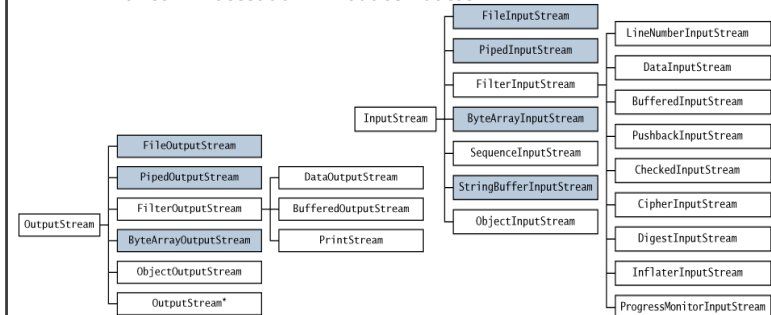 FileInputStream
PipedInputStream
FilterInputStream
InputStream
ByteArrayInputStream
SequenceInputStream
StringBufferInputStream
ObjectInputStream
LineNumberInputStream
DataInputStream
BufferedInputStream
PushbackInputStream
CheckedInputStream
CipherInputStream
DigestInputStream
InflaterInputStream
ProgressMonitorInputStream
FileOutputStream
PipedOutputStream
FilterOutputStream
OutputStream
ByteArrayOutputStream
ObjectOutputStream
OutputStream*
DataOutputStream
BufferedOutputStream
PrintStream